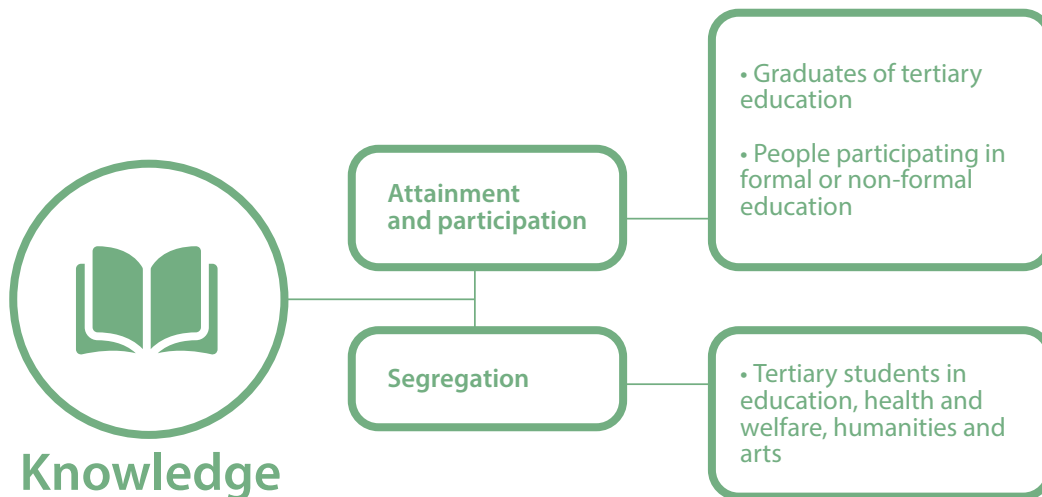 • Graduates of tertiary
education
• People participating in
formal or non-formal
education
Attainment
and participation
Segregation
• Tertiary students in
education, health and
welfare, humanities and
arts
Knowledge